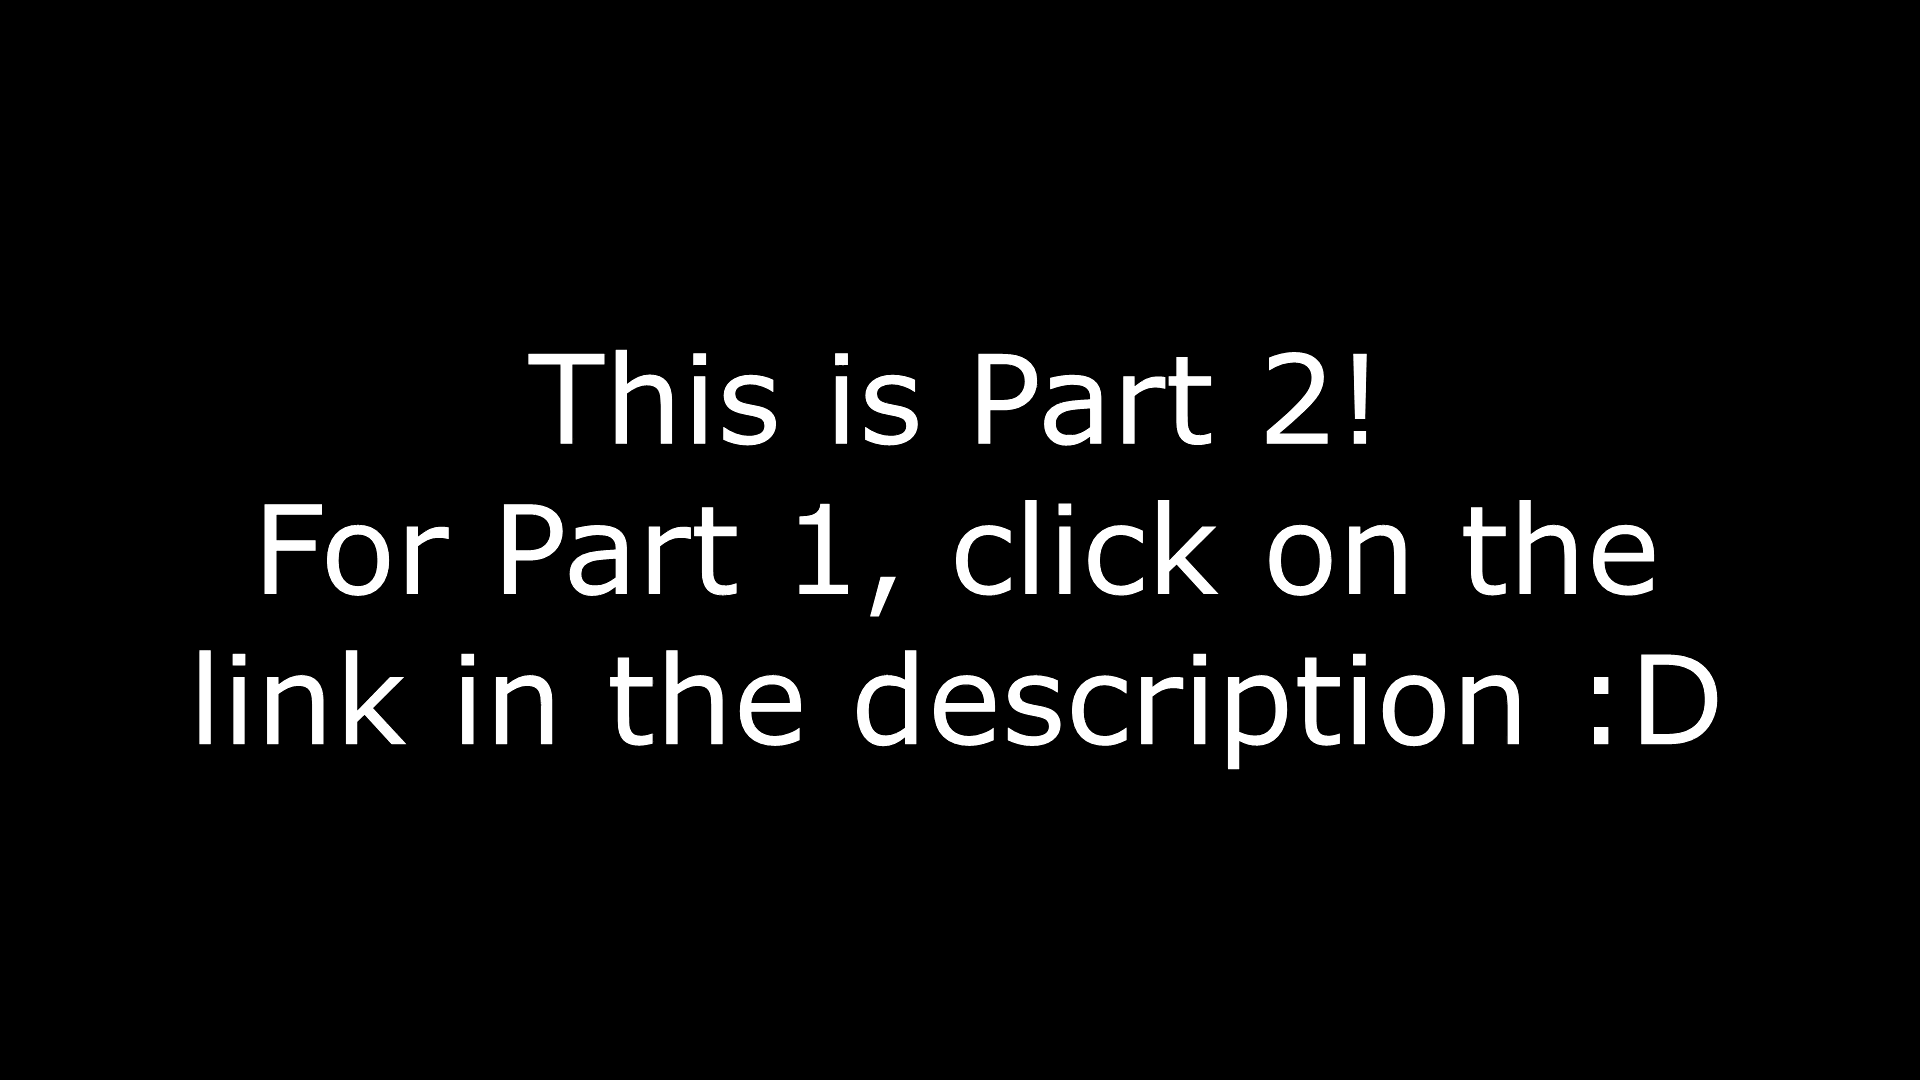 This is Part 2!
For Part 1, click on the
link in the description :D